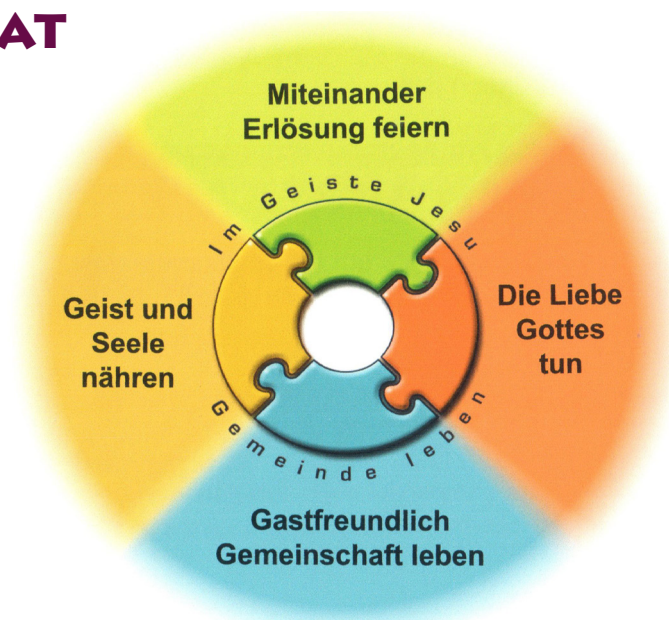 AT
Miteinander
Erlösung feiern
Im Geiste Jesu
Geist und
Seele
nähren
Die Liebe
Gottes
tun
Gemeinde leben
Gastfreundlich
Gemeinschaft leben